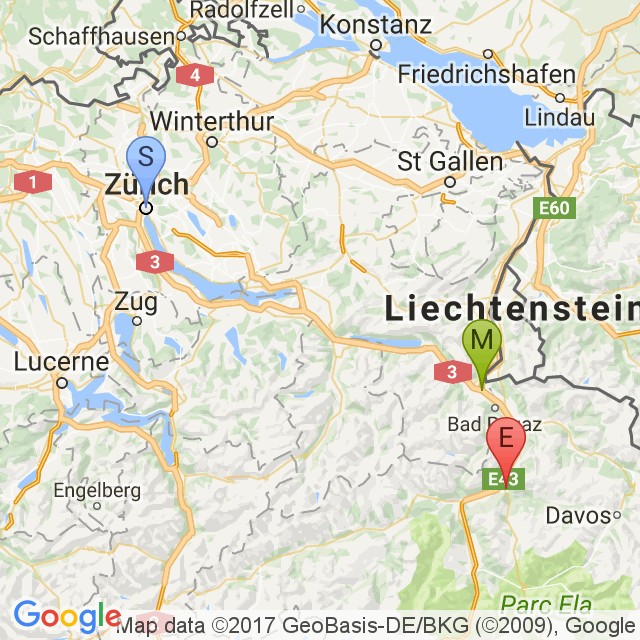 Radolfzell
Konstanz
Schaffhausen
4
Friedrichshafen
Lindau
Winterthur
S
St Gallen
1
Zürich
E60
3
Zug
Liechtenstein
M
Lucerne
3
Bad Ragaz
E
E43
Engelberg
Davos
Parc Ela
3
Google
Map data ©2017 GeoBasis-DE/BKG (©2009), Google